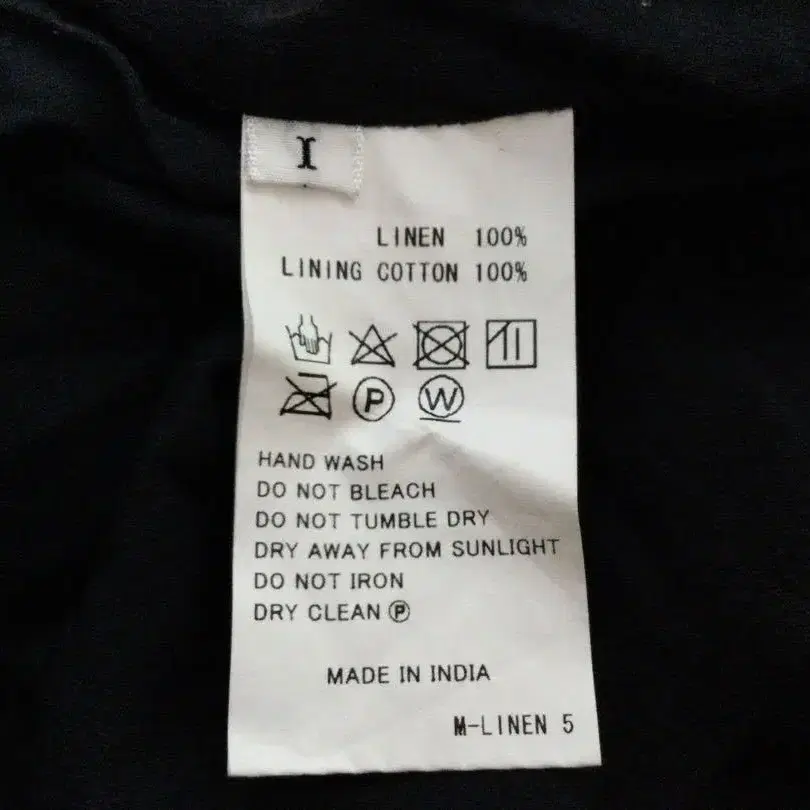 I
LINEN 100%
LINING COTTON 100%
P W
HAND WASH
DO NOT BLEACH
DO NOT TUMBLE DRY
DRY AWAY FROM SUNLIGHT
DO NOT IRON
DRY CLEAN Ⓟ
MADE IN INDIA
M-LINEN 5